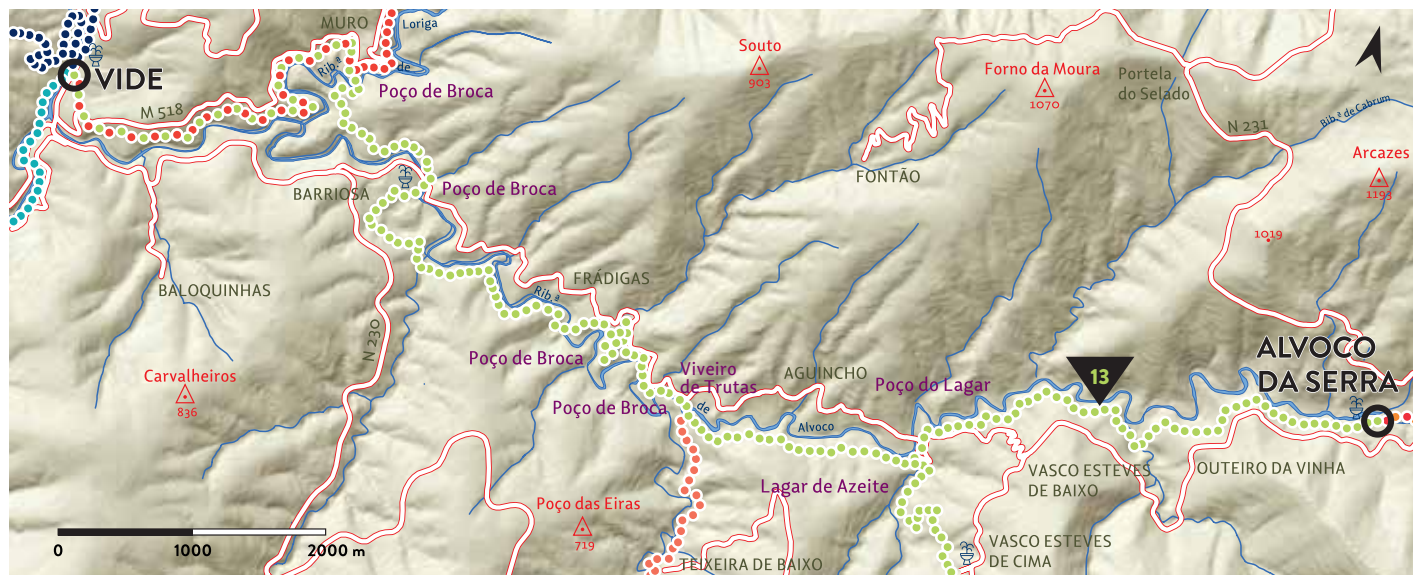 MURO
Loriga
de
Rib.ª
VIDE
M 518
Poço de Broca
Souto
903
Forno da Moura
1070
Portela
do Selado
N 231
Bib.ª de Cabrum
Arcazes
1193
1019
FONTÃO
BARRIOSA
Poço de Broca
BALOQUINHAS
FRÁDIGAS
Rib.ª
N 230
Carvalheiros
836
Poço de Broca
Poço de Broca
Viveiro
de Trutas
de
Alvoco
AGUINCHO
Poço do Lagar
13
ALVOCO
DA SERRA
Lagar de Azeite
VASCO ESTEVES
DE BAIXO
OUTEIRO DA VINHA
Poço das Eiras
719
TEIXEIRA DE BAIXO
VASCO ESTEVES
DE CIMA
0 1000 2000 m